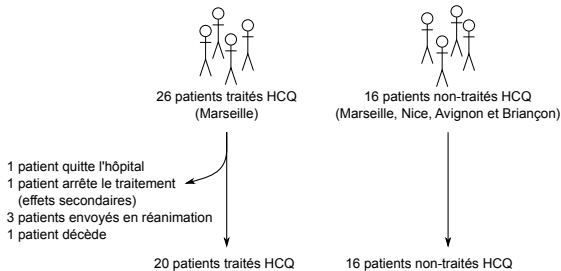 26 patients traités HCQ
(Marseille)
16 patients non-traités HCQ
(Marseille, Nice, Avignon et Briançon)
1 patient quitte l'hôpital
1 patient arrête le traitement
(effets secondaires)
3 patients envoyés en réanimation
1 patient décède
20 patients traités HCQ
16 patients non-traités HCQ